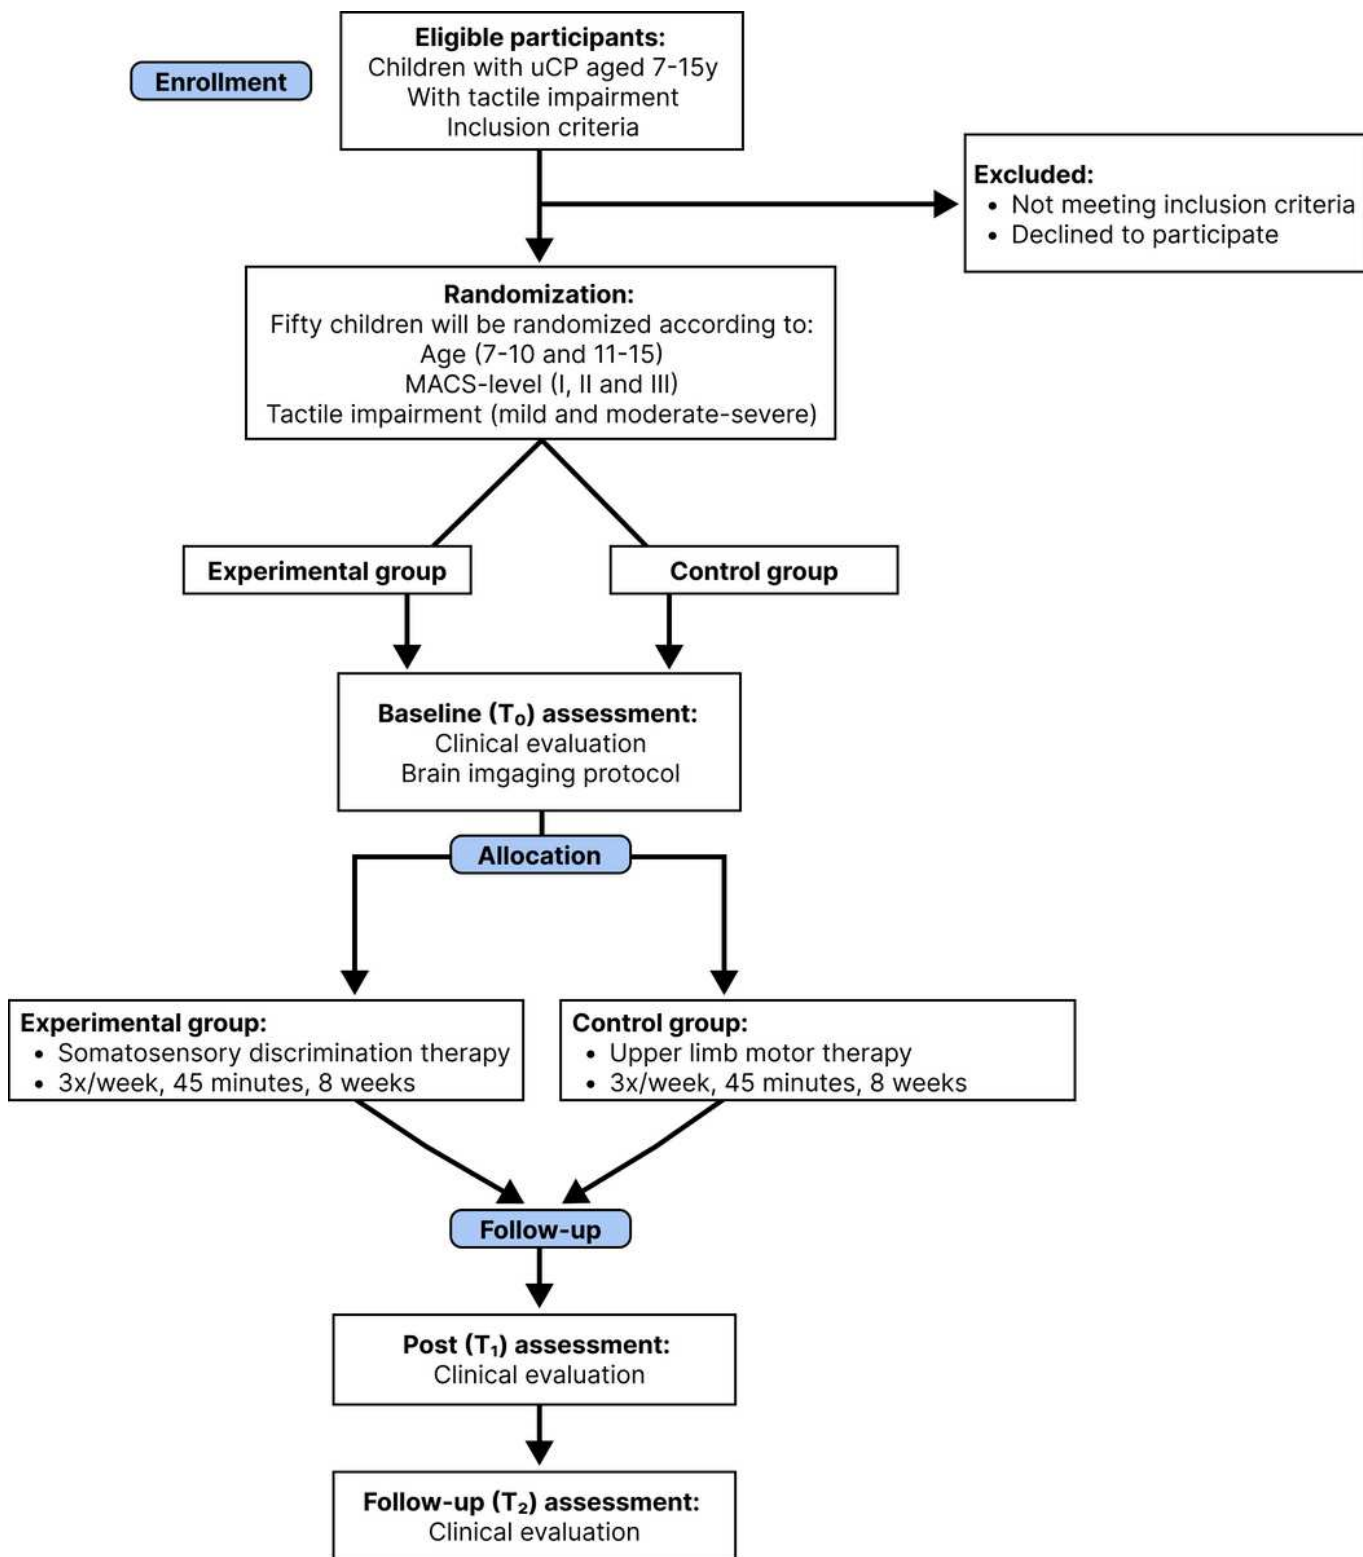 Enrollment
Eligible participants:
Children with uCP aged 7-15y
With tactile impairment
Inclusion criteria
Excluded:
• Not meeting inclusion criteria
• Declined to participate
Randomization:
Fifty children will be randomized according to:
Age (7-10 and 11-15)
MACS-level (I, II and III)
Tactile impairment (mild and moderate-severe)
Experimental group
Control group
Baseline (T₀) assessment:
Clinical evaluation
Brain imgaging protocol
Allocation
Experimental group:
• Somatosensory discrimination therapy
• 3x/week, 45 minutes, 8 weeks
Control group:
• Upper limb motor therapy
• 3x/week, 45 minutes, 8 weeks
Follow-up
Post (T₁) assessment:
Clinical evaluation
Follow-up (T₂) assessment:
Clinical evaluation